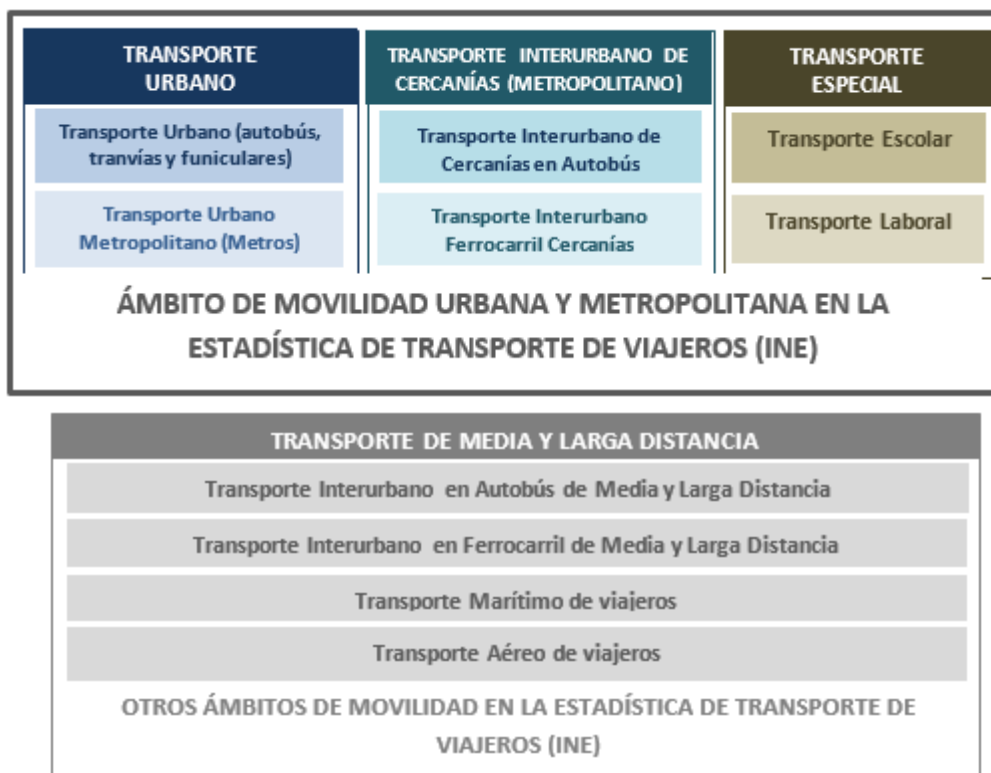 TRANSPORTE
URBANO
Transporte Urbano (autobús,
tranvías y funiculares)
Transporte Urbano
Metropolitano (Metros)
TRANSPORTE INTERURBANO DE
CERCANÍAS (METROPOLITANO)
Transporte Interurbano de
Cercanías en Autobús
Transporte Interurbano
Ferrocarril Cercanías
TRANSPORTE
ESPECIAL
Transporte Escolar
Transporte Laboral
ÁMBITO DE MOVILIDAD URBANA Y METROPOLITANA EN LA
ESTADÍSTICA DE TRANSPORTE DE VIAJEROS (INE)
TRANSPORTE DE MEDIA Y LARGA DISTANCIA
Transporte Interurbano en Autobús de Media y Larga Distancia
Transporte Interurbano en Ferrocarril de Media y Larga Distancia
Transporte Marítimo de viajeros
Transporte Aéreo de viajeros
OTROS ÁMBITOS DE MOVILIDAD EN LA ESTADÍSTICA DE TRANSPORTE DE
VIAJEROS (INE)